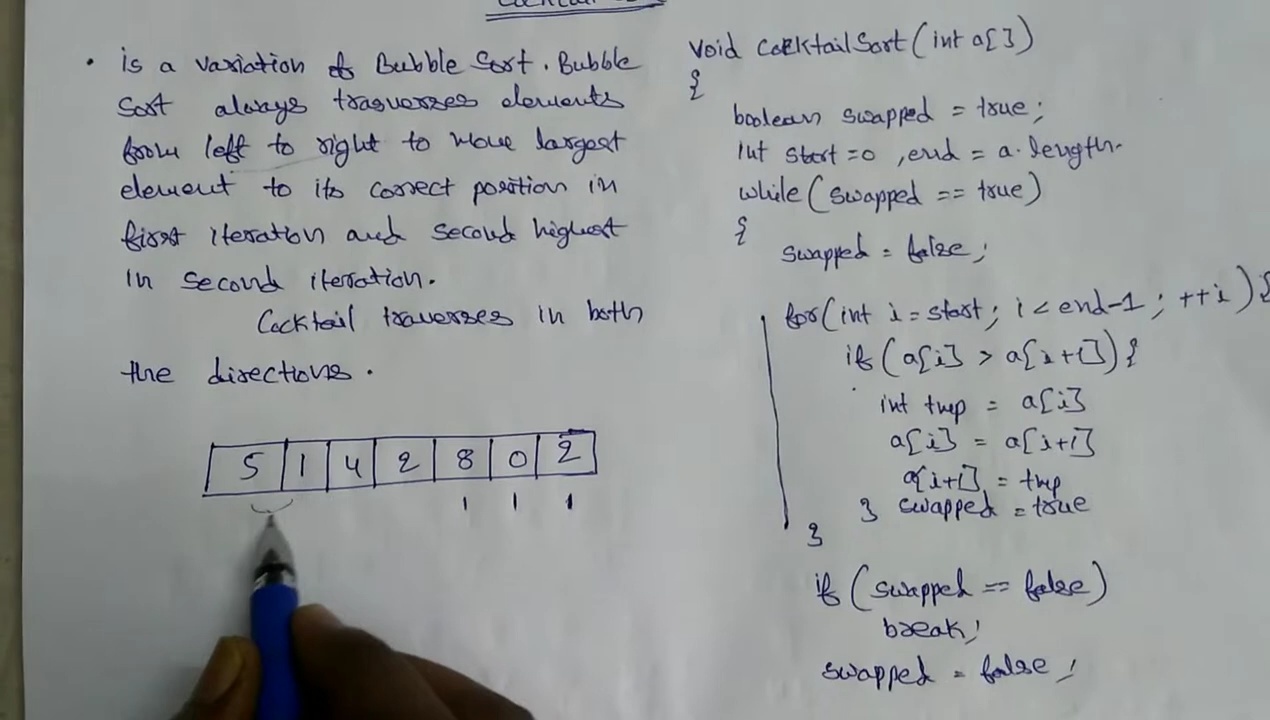 is a variation of Bubble Sort. Bubble
Sort always traverses elements
from left to right to move largest
element to its correct position in
first iteration and second highest
in second iteration.
Cocktail traverses in both
the directions.
5 1 4 2 8 0 2
void CocktailSort(int a[])
{
boolean swapped = true;
int start=0, end = a.length
while(swapped == true)
{
swapped = false;
for(int i=start; i<end-1; ++i){
if(a[i] > a[i+1]){
int tmp = a[i]
a[i] = a[i+1]
a[i+1] = tmp
} swapped = true
}
if(swapped == false)
break;
swapped = false;